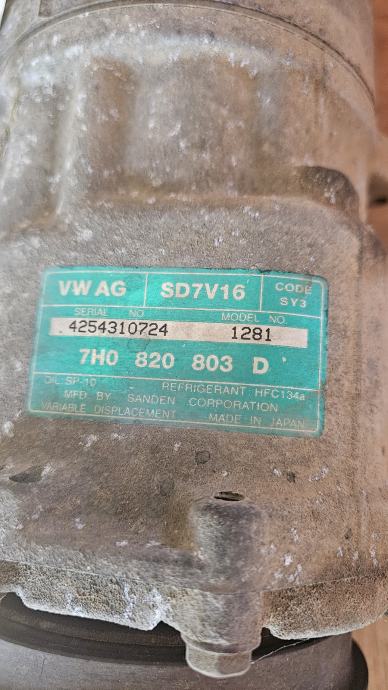 VW AG SD7V16 CODE SY3
SERIAL NO MODEL NO.
4254310724 1281
7H0 820 803 D
OIL SP-10 - REFRIGERANT HFC134a
MFD BY SANDEN CORPORATION
VARIABLE DISPLACEMENT MADE IN JAPAN